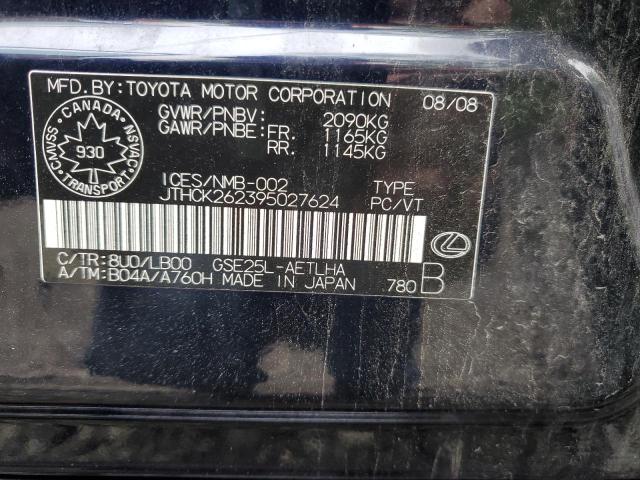 MFD.BY:TOYOTA MOTOR CORPORATION 08/08
GVWR/PNBV: 2090KG
GAWR/PNBE:FR: 1165KG
RR: 1145KG
CANADA
NSVAC
SVMNC
930
TRANSPORT
ICES/NMB-002 TYPE
JTHCK262395027624 PC/VT
C/TR:8U0/LB00 GSE25L-AETLHA
A/TM:B04A/A760H MADE IN JAPAN 780 B